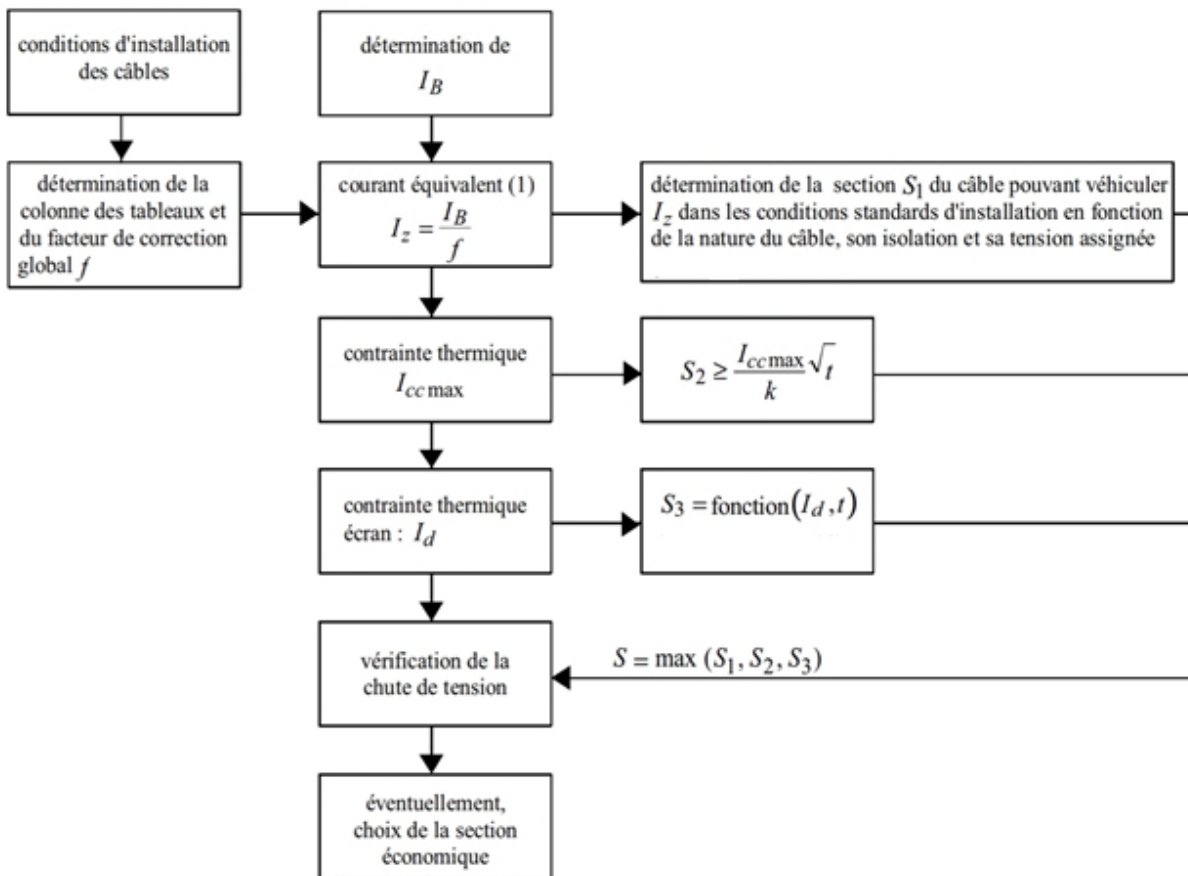 conditions d'installation
des câbles
détermination de
I_B
détermination de la
colonne des tableaux et
du facteur de correction
global f
courant équivalent (1)
I_z = I_B / f
détermination de la section S_1 du câble pouvant véhiculer
I_z dans les conditions standards d'installation en fonction
de la nature du câble, son isolation et sa tension assignée
contrainte thermique
I_cc max
S_2 ≥ I_cc max / k √t
contrainte thermique
écran : I_d
S_3 = fonction(I_d, t)
vérification de la
chute de tension
S = max (S_1, S_2, S_3)
éventuellement,
choix de la section
économique